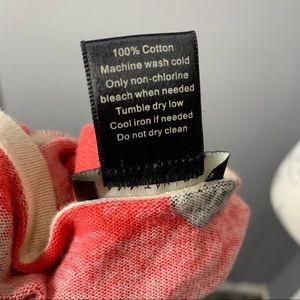 100% Cotton
Machine wash cold
Only non-chlorine
bleach when needed
Tumble dry low
Cool iron if needed
Do not dry clean